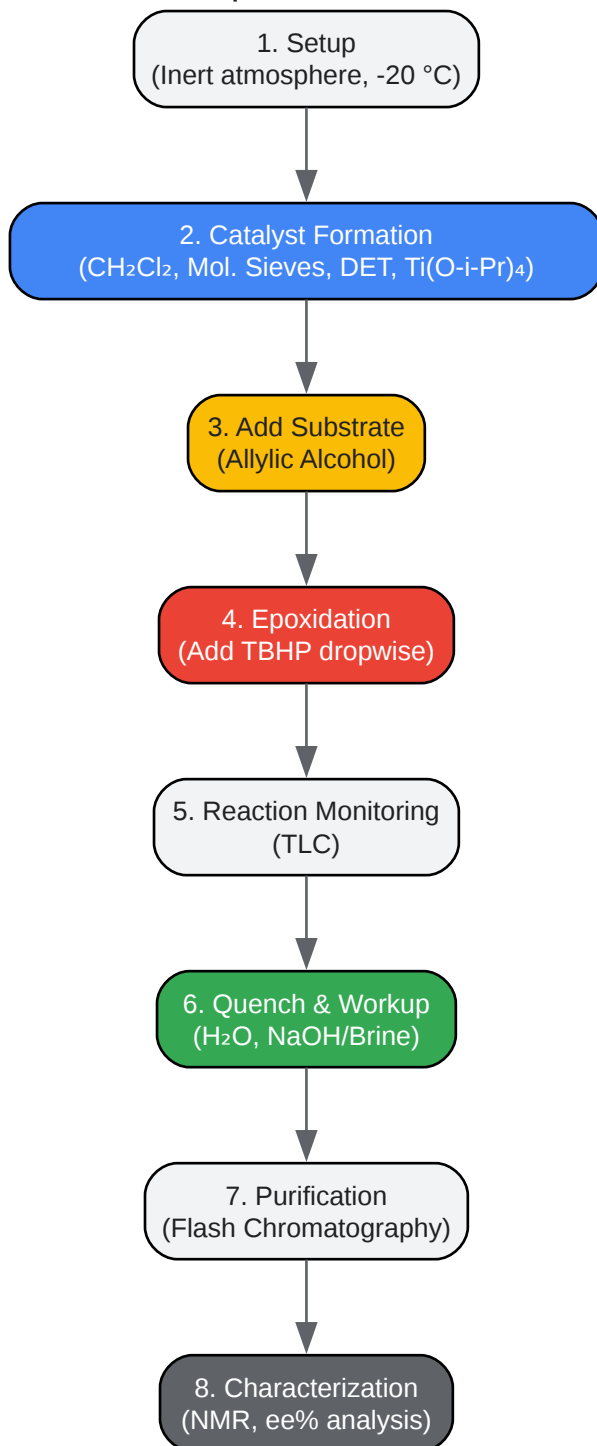 1. Setup
(Inert atmosphere, -20 °C)
2. Catalyst Formation
(CH₂Cl₂, Mol. Sieves, DET, Ti(O-i-Pr)₄)
3. Add Substrate
(Allylic Alcohol)
4. Epoxidation
(Add TBHP dropwise)
5. Reaction Monitoring
(TLC)
6. Quench & Workup
(H₂O, NaOH/Brine)
7. Purification
(Flash Chromatography)
8. Characterization
(NMR, ee% analysis)